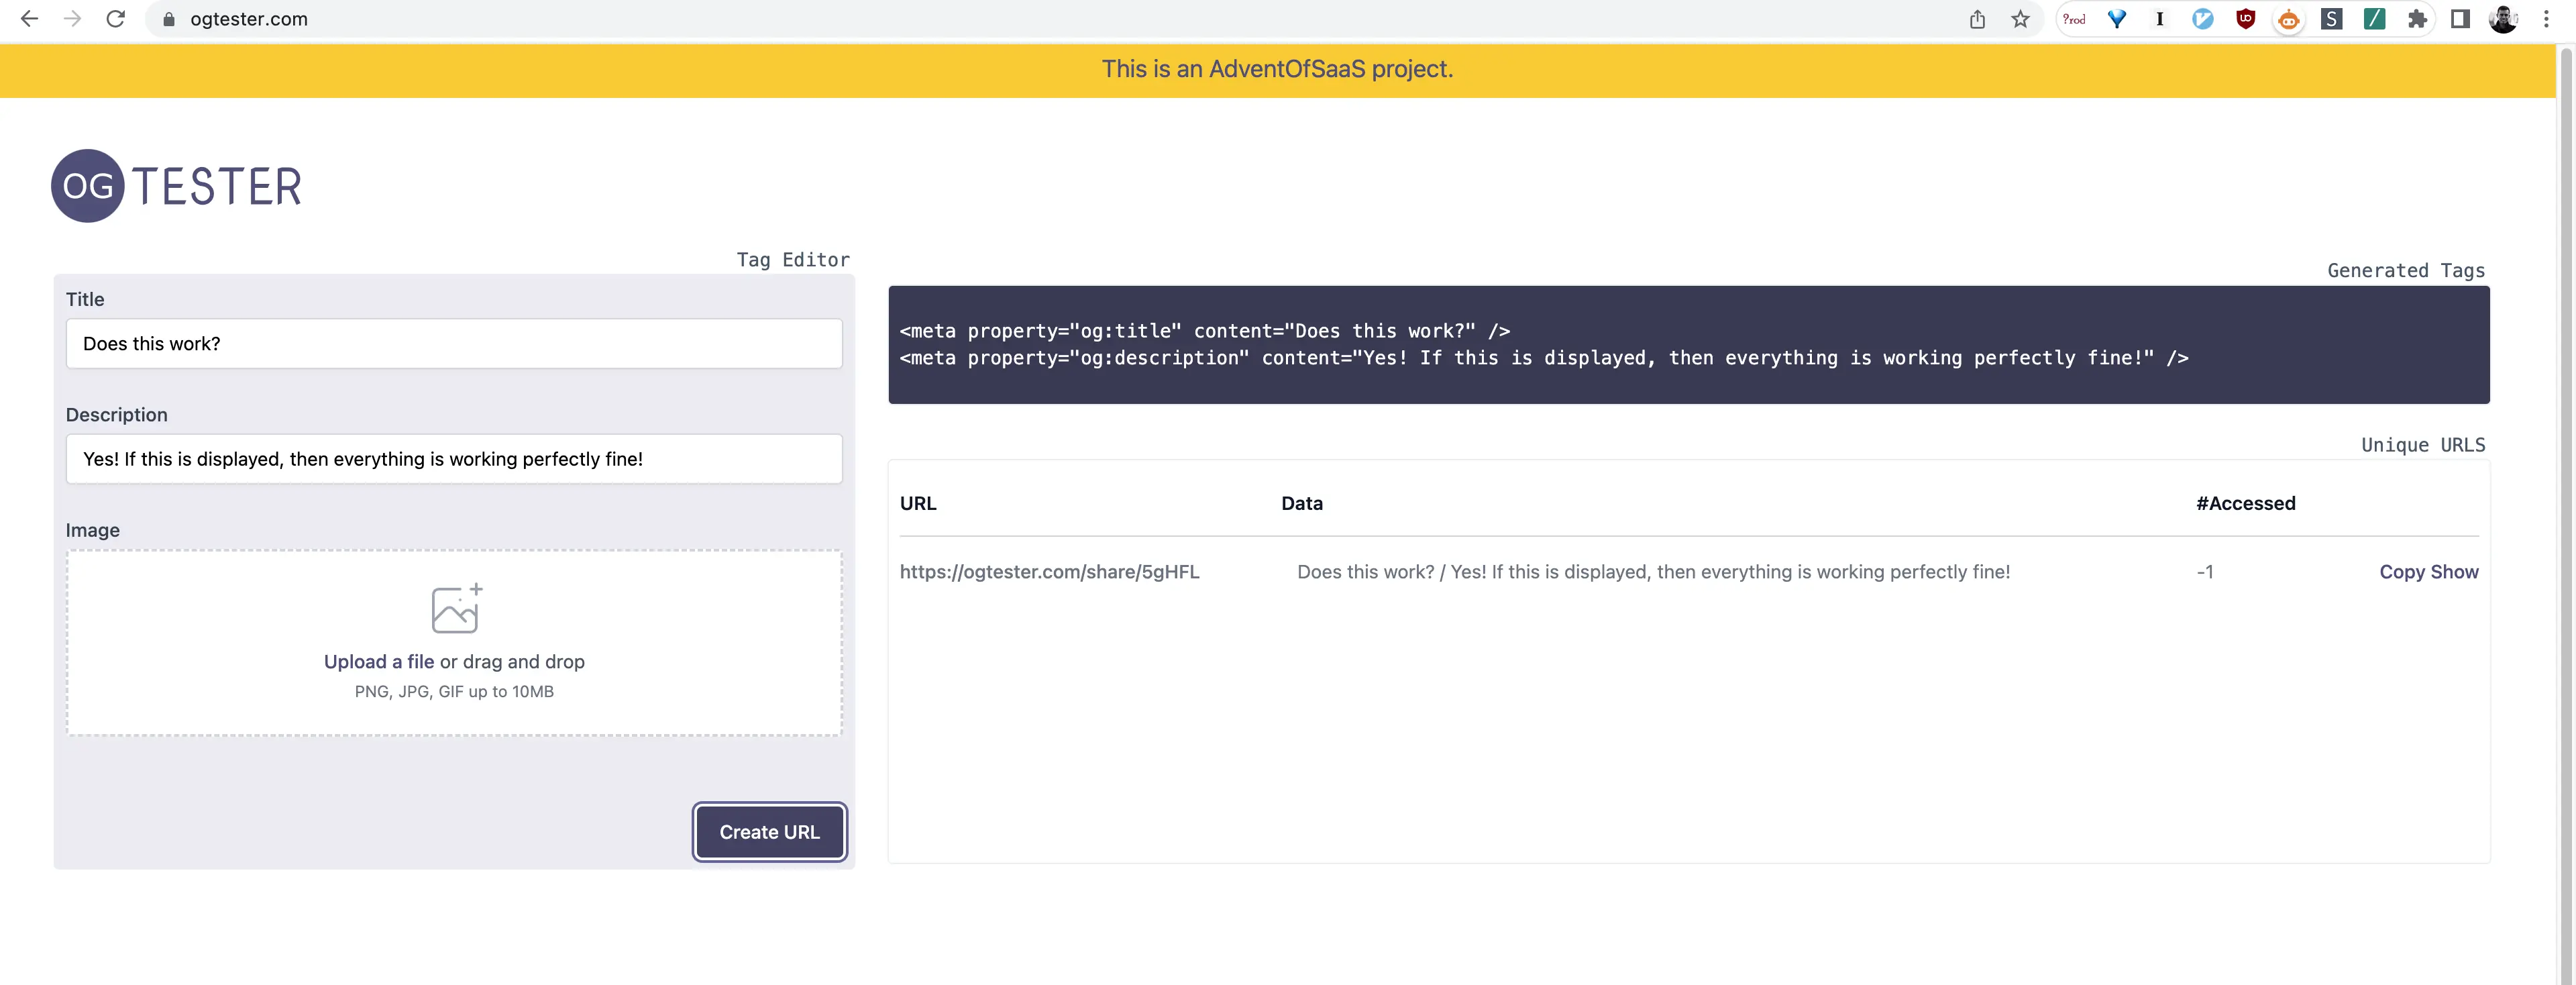 ogtester.com
?rod
I
UO
S
This is an AdventOfSaaS project.
OG TESTER
Tag Editor
Title
Does this work?
Description
Yes! If this is displayed, then everything is working perfectly fine!
Image
Upload a file or drag and drop
PNG, JPG, GIF up to 10MB
Create URL
Generated Tags
<meta property="og:title" content="Does this work?" />
<meta property="og:description" content="Yes! If this is displayed, then everything is working perfectly fine!" />
Unique URLS
URL Data #Accessed
https://ogtester.com/share/5gHFL Does this work? / Yes! If this is displayed, then everything is working perfectly fine! -1 Copy Show